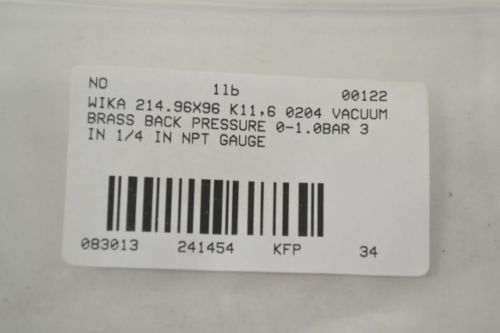 NO 1lb 00122
WIKA 214.96X96 K11,6 0204 VACUUM
BRASS BACK PRESSURE 0-1.0BAR 3
IN 1/4 IN NPT GAUGE
083013 241454 KFP 34